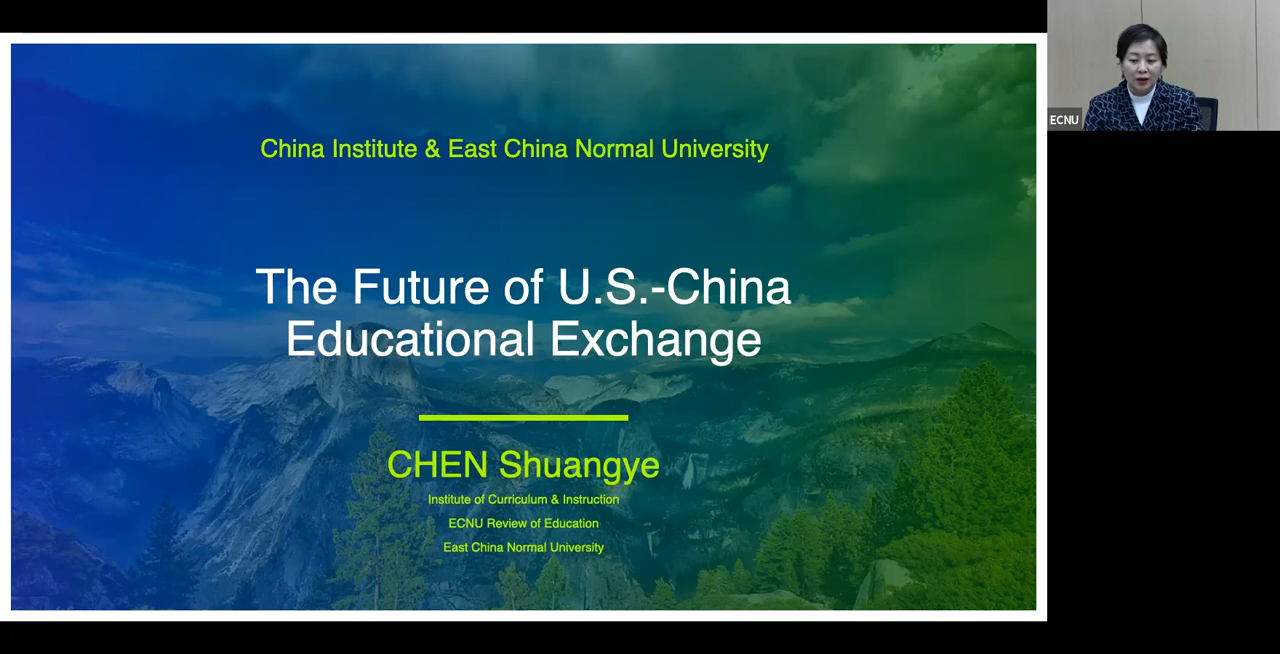 China Institute & East China Normal University
The Future of U.S.-China
Educational Exchange
CHEN Shuangye
Institute of Curriculum & Instruction
ECNU Review of Education
East China Normal University
ECNU